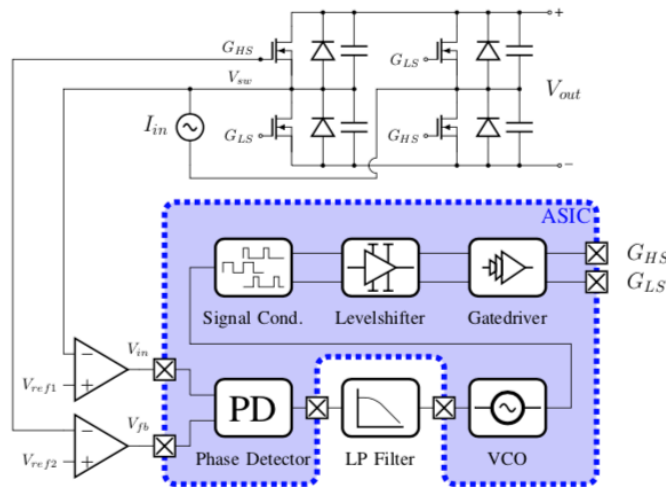 +
G_HS
G_LS
V_sw
V_out
I_in
G_LS
G_HS
−
ASIC
G_HS
G_LS
Signal Cond.
Levelshifter
Gatedriver
V_in
−
V_ref1
+
PD
V_fb
−
Phase Detector
LP Filter
VCO
V_ref2
+